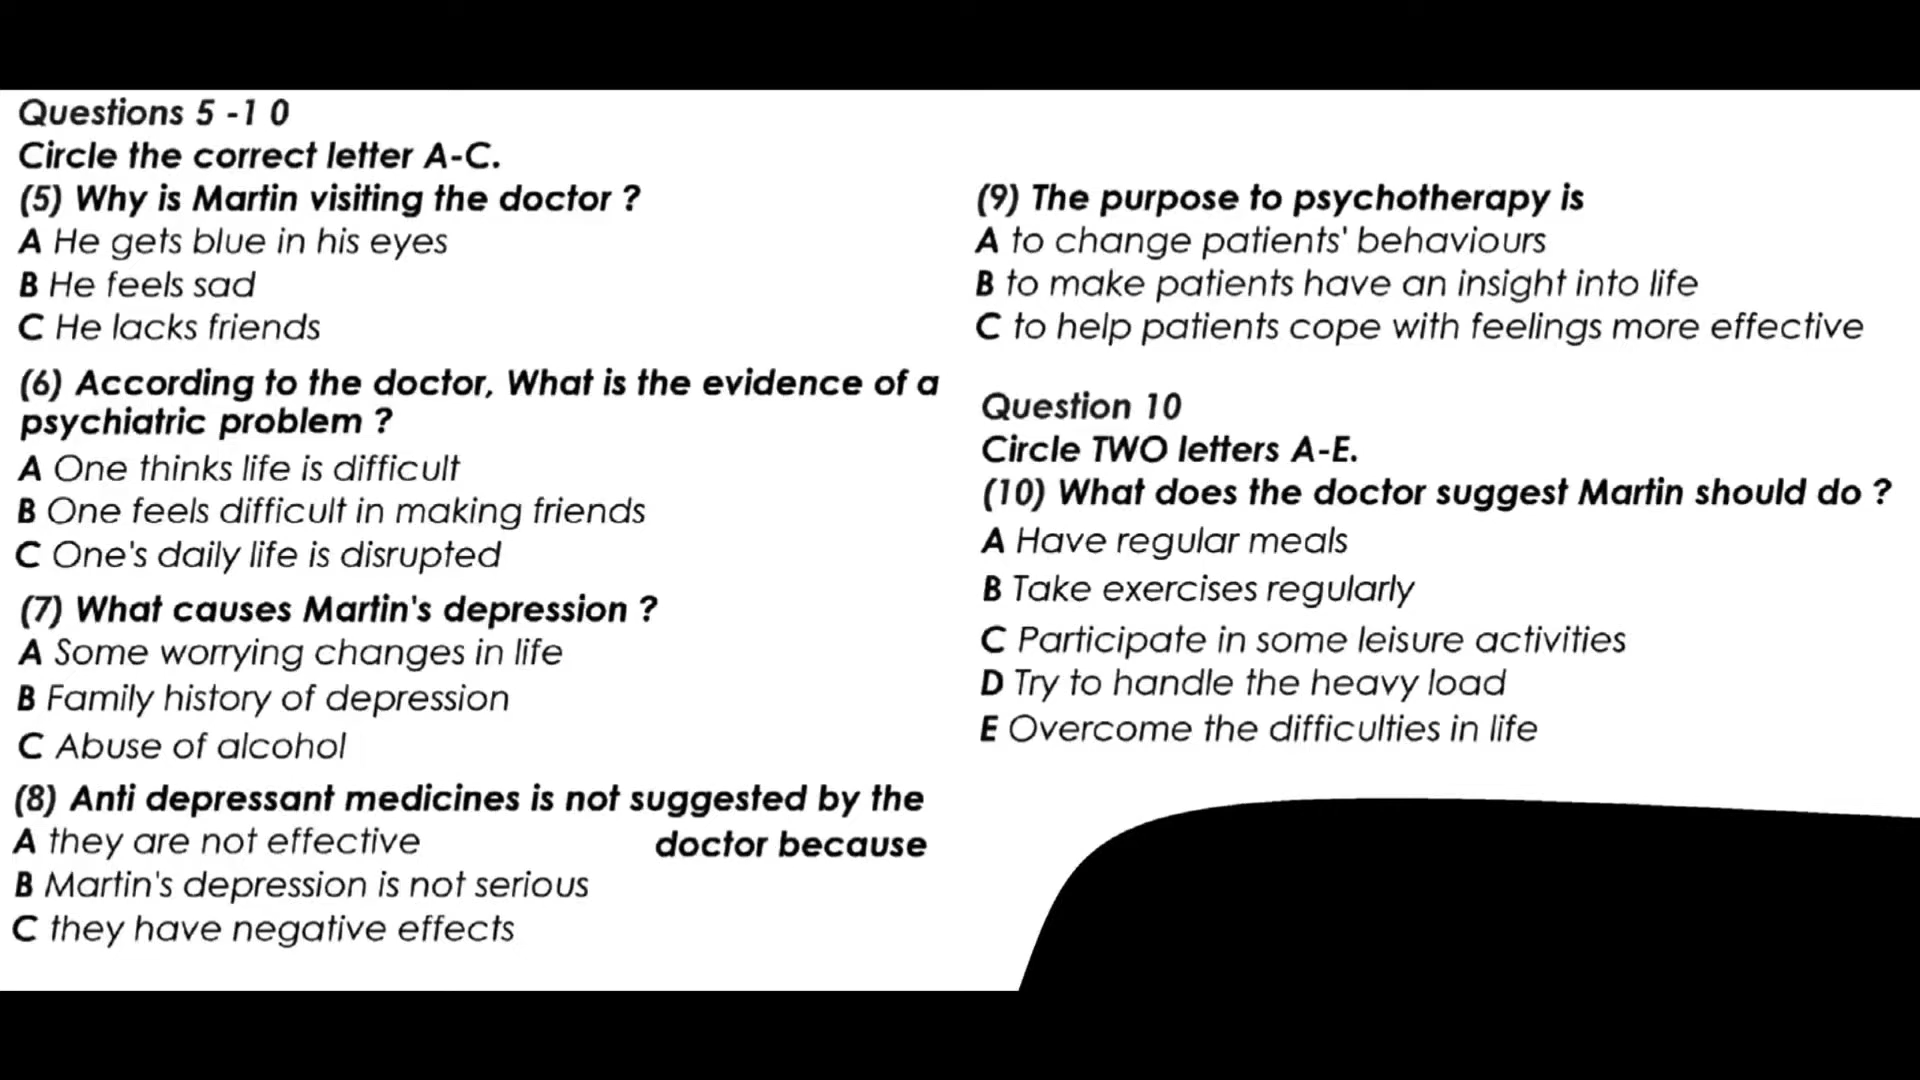 Questions 5 -1 0
Circle the correct letter A-C.
(5) Why is Martin visiting the doctor ?
A He gets blue in his eyes
B He feels sad
C He lacks friends
(6) According to the doctor, What is the evidence of a
psychiatric problem ?
A One thinks life is difficult
B One feels difficult in making friends
C One's daily life is disrupted
(7) What causes Martin's depression ?
A Some worrying changes in life
B Family history of depression
C Abuse of alcohol
(8) Anti depressant medicines is not suggested by the
doctor because
A they are not effective
B Martin's depression is not serious
C they have negative effects
(9) The purpose to psychotherapy is
A to change patients' behaviours
B to make patients have an insight into life
C to help patients cope with feelings more effective
Question 10
Circle TWO letters A-E.
(10) What does the doctor suggest Martin should do ?
A Have regular meals
B Take exercises regularly
C Participate in some leisure activities
D Try to handle the heavy load
E Overcome the difficulties in life